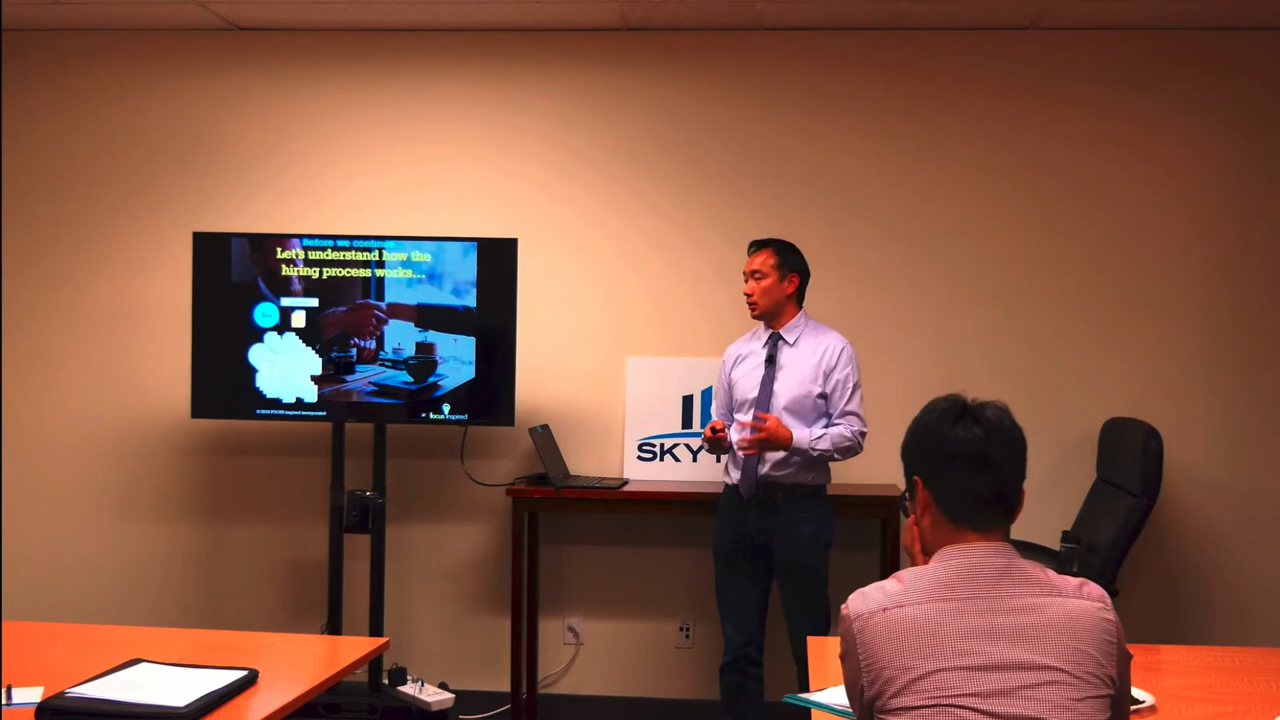 Before we continue
Let's understand how the
hiring process works...
focus inspired
SKY